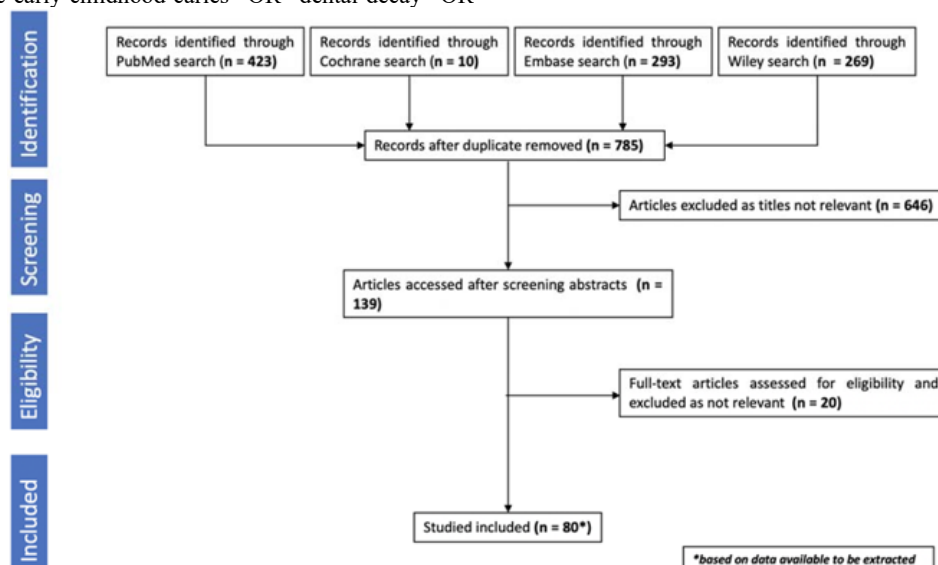 early childhood caries" OR "dental decay" OR
Identification
Records identified through
PubMed search (n = 423)
Records identified through
Cochrane search (n = 10)
Records identified through
Embase search (n = 293)
Records identified through
Wiley search (n = 269)
Records after duplicate removed (n = 785)
Screening
Articles excluded as titles not relevant (n = 646)
Articles accessed after screening abstracts (n =
139)
Eligibility
Full-text articles assessed for eligibility and
excluded as not relevant (n = 20)
Included
Studied included (n = 80*)
*based on data available to be extracted